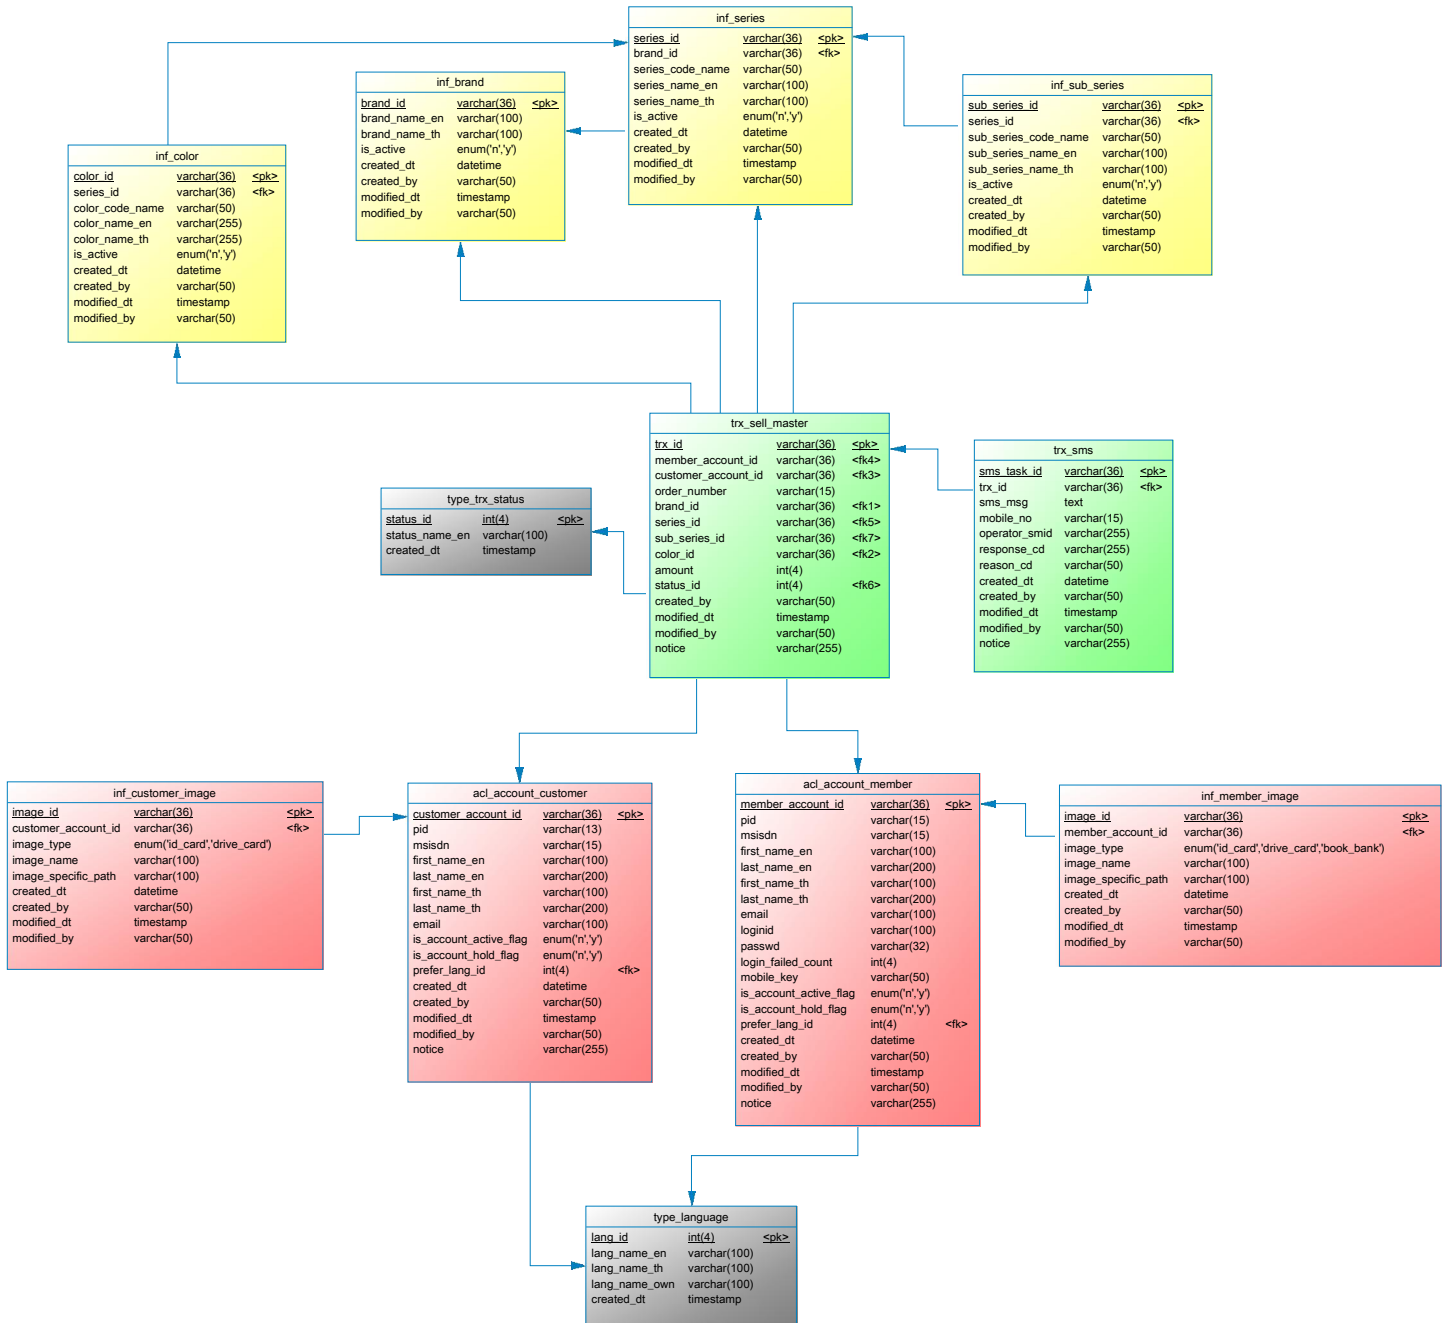 inf_series
series_id varchar(36) <pk>
brand_id varchar(36) <fk>
series_code_name varchar(50)
series_name_en varchar(100)
series_name_th varchar(100)
is_active enum('n','y')
created_dt datetime
created_by varchar(50)
modified_dt timestamp
modified_by varchar(50)
inf_brand
brand_id varchar(36) <pk>
brand_name_en varchar(100)
brand_name_th varchar(100)
is_active enum('n','y')
created_dt datetime
created_by varchar(50)
modified_dt timestamp
modified_by varchar(50)
inf_sub_series
sub_series_id varchar(36) <pk>
series_id varchar(36) <fk>
sub_series_code_name varchar(50)
sub_series_name_en varchar(100)
sub_series_name_th varchar(100)
is_active enum('n','y')
created_dt datetime
created_by varchar(50)
modified_dt timestamp
modified_by varchar(50)
inf_color
color_id varchar(36) <pk>
series_id varchar(36) <fk>
color_code_name varchar(50)
color_name_en varchar(255)
color_name_th varchar(255)
is_active enum('n','y')
created_dt datetime
created_by varchar(50)
modified_dt timestamp
modified_by varchar(50)
trx_sell_master
trx_id varchar(36) <pk>
member_account_id varchar(36) <fk4>
customer_account_id varchar(36) <fk3>
order_number varchar(15)
brand_id varchar(36) <fk1>
series_id varchar(36) <fk5>
sub_series_id varchar(36) <fk7>
color_id varchar(36) <fk2>
amount int(4)
status_id int(4) <fk6>
created_by varchar(50)
modified_dt timestamp
modified_by varchar(50)
notice varchar(255)
trx_sms
sms_task_id varchar(36) <pk>
trx_id varchar(36) <fk>
sms_msg text
mobile_no varchar(15)
operator_smid varchar(255)
response_cd varchar(255)
reason_cd varchar(50)
created_dt datetime
created_by varchar(50)
modified_dt timestamp
modified_by varchar(50)
notice varchar(255)
type_trx_status
status_id int(4) <pk>
status_name_en varchar(100)
created_dt timestamp
inf_customer_image
image_id varchar(36) <pk>
customer_account_id varchar(36) <fk>
image_type enum('id_card','drive_card')
image_name varchar(100)
image_specific_path varchar(100)
created_dt datetime
created_by varchar(50)
modified_dt timestamp
modified_by varchar(50)
acl_account_customer
customer_account_id varchar(36) <pk>
pid varchar(13)
msisdn varchar(15)
first_name_en varchar(100)
last_name_en varchar(200)
first_name_th varchar(100)
last_name_th varchar(200)
email varchar(100)
is_account_active_flag enum('n','y')
is_account_hold_flag enum('n','y')
prefer_lang_id int(4) <fk>
created_dt datetime
created_by varchar(50)
modified_dt timestamp
modified_by varchar(50)
notice varchar(255)
acl_account_member
member_account_id varchar(36) <pk>
pid varchar(15)
msisdn varchar(15)
first_name_en varchar(100)
last_name_en varchar(200)
first_name_th varchar(100)
last_name_th varchar(200)
email varchar(100)
loginid varchar(100)
passwd varchar(32)
login_failed_count int(4)
mobile_key varchar(50)
is_account_active_flag enum('n','y')
is_account_hold_flag enum('n','y')
prefer_lang_id int(4) <fk>
created_dt datetime
created_by varchar(50)
modified_dt timestamp
modified_by varchar(50)
notice varchar(255)
inf_member_image
image_id varchar(36) <pk>
member_account_id varchar(36) <fk>
image_type enum('id_card','drive_card','book_bank')
image_name varchar(100)
image_specific_path varchar(100)
created_dt datetime
created_by varchar(50)
modified_dt timestamp
modified_by varchar(50)
type_language
lang_id int(4) <pk>
lang_name_en varchar(100)
lang_name_th varchar(100)
lang_name_own varchar(100)
created_dt timestamp